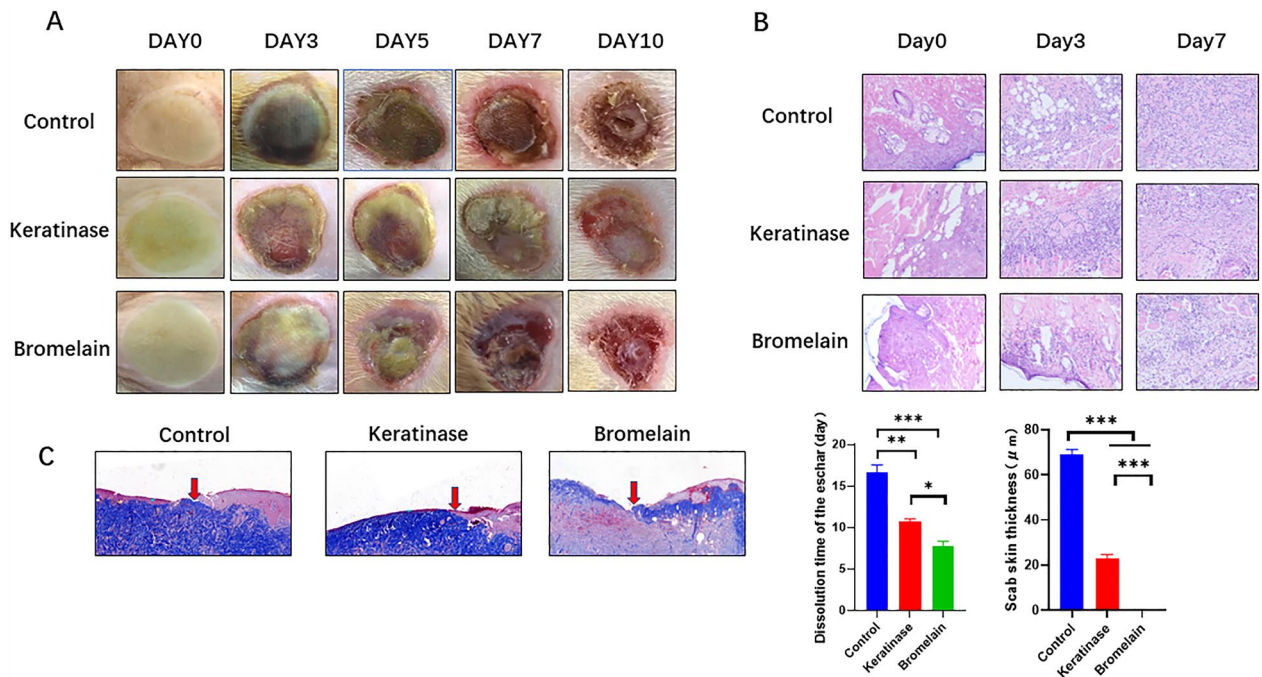 A
DAY0 DAY3 DAY5 DAY7 DAY10
Control
Keratinase
Bromelain
B
Day0 Day3 Day7
Control
Keratinase
Bromelain
C
Control Keratinase Bromelain
Dissolution time of the eschar(day)
20
15
10
5
0
***
**
*
Control Keratinase Bromelain
Scab skin thickness(μm)
80
60
40
20
0
***
***
Control Keratinase Bromelain